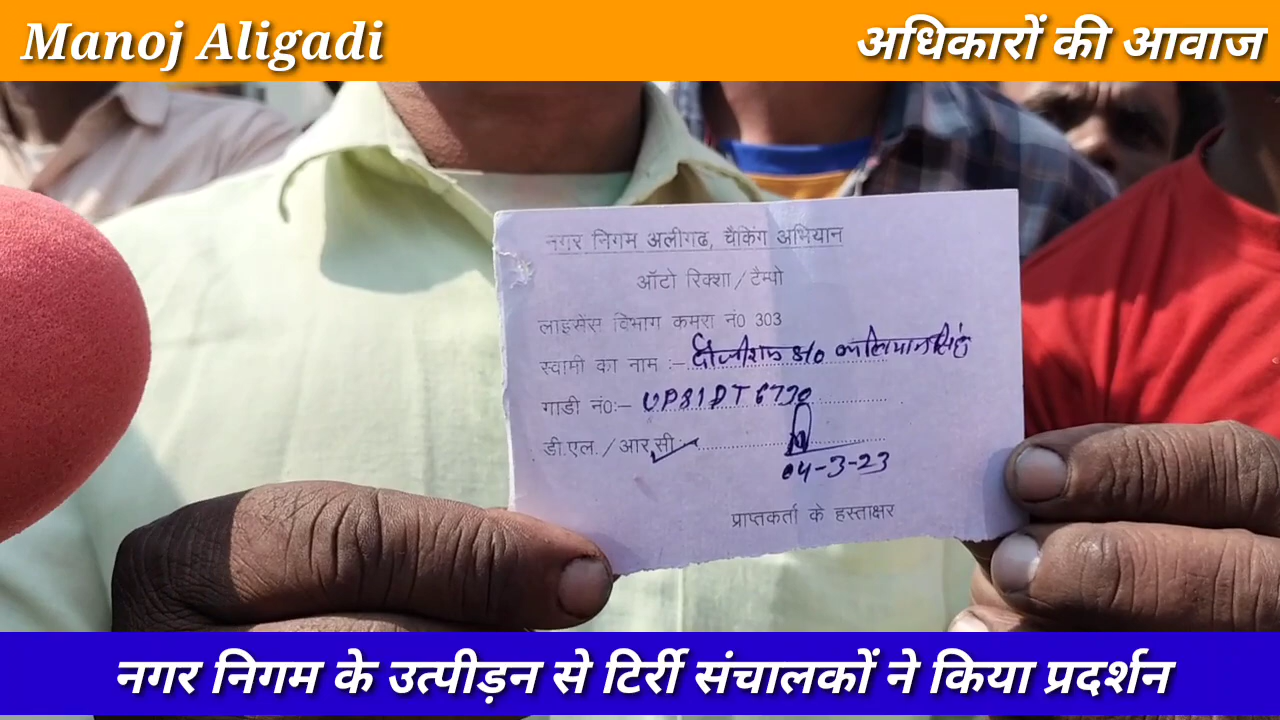 Manoj Aligadi
अधिकारों की आवाज
नगर निगम अलीगढ, चैकिंग अभियान
ऑटो रिक्शा/टैम्पो
लाइसेंस विभाग कमरा नं0 303
स्वामी का नाम :- S/o
गाडी नं0:- UP81DT
डी.एल./आर.सी:-
04-3-23
प्राप्तकर्ता के हस्ताक्षर
नगर निगम के उत्पीड़न से टिर्री संचालकों ने किया प्रदर्शन